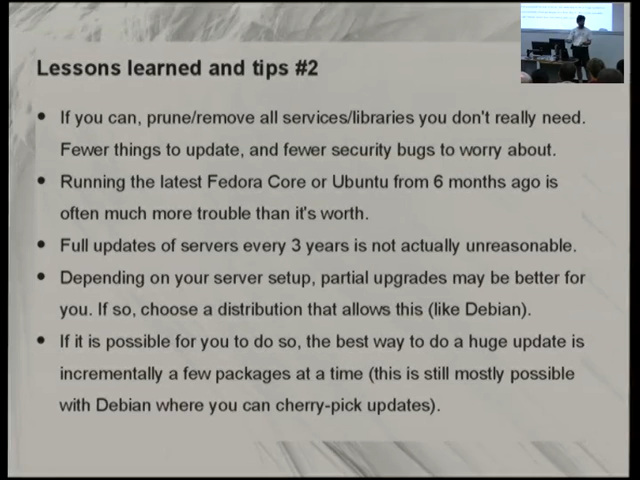 Lessons learned and tips #2
• If you can, prune/remove all services/libraries you don't really need.
Fewer things to update, and fewer security bugs to worry about.
• Running the latest Fedora Core or Ubuntu from 6 months ago is
often much more trouble than it's worth.
• Full updates of servers every 3 years is not actually unreasonable.
• Depending on your server setup, partial upgrades may be better for
you. If so, choose a distribution that allows this (like Debian).
• If it is possible for you to do so, the best way to do a huge update is
incrementally a few packages at a time (this is still mostly possible
with Debian where you can cherry-pick updates).